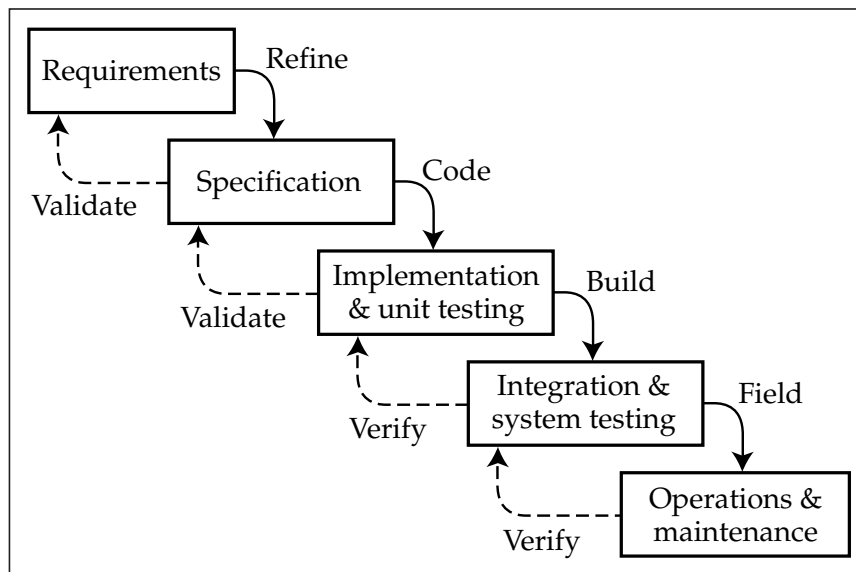 Requirements
Refine
Specification
Code
Validate
Implementation
& unit testing
Build
Validate
Integration &
system testing
Field
Verify
Operations &
maintenance
Verify